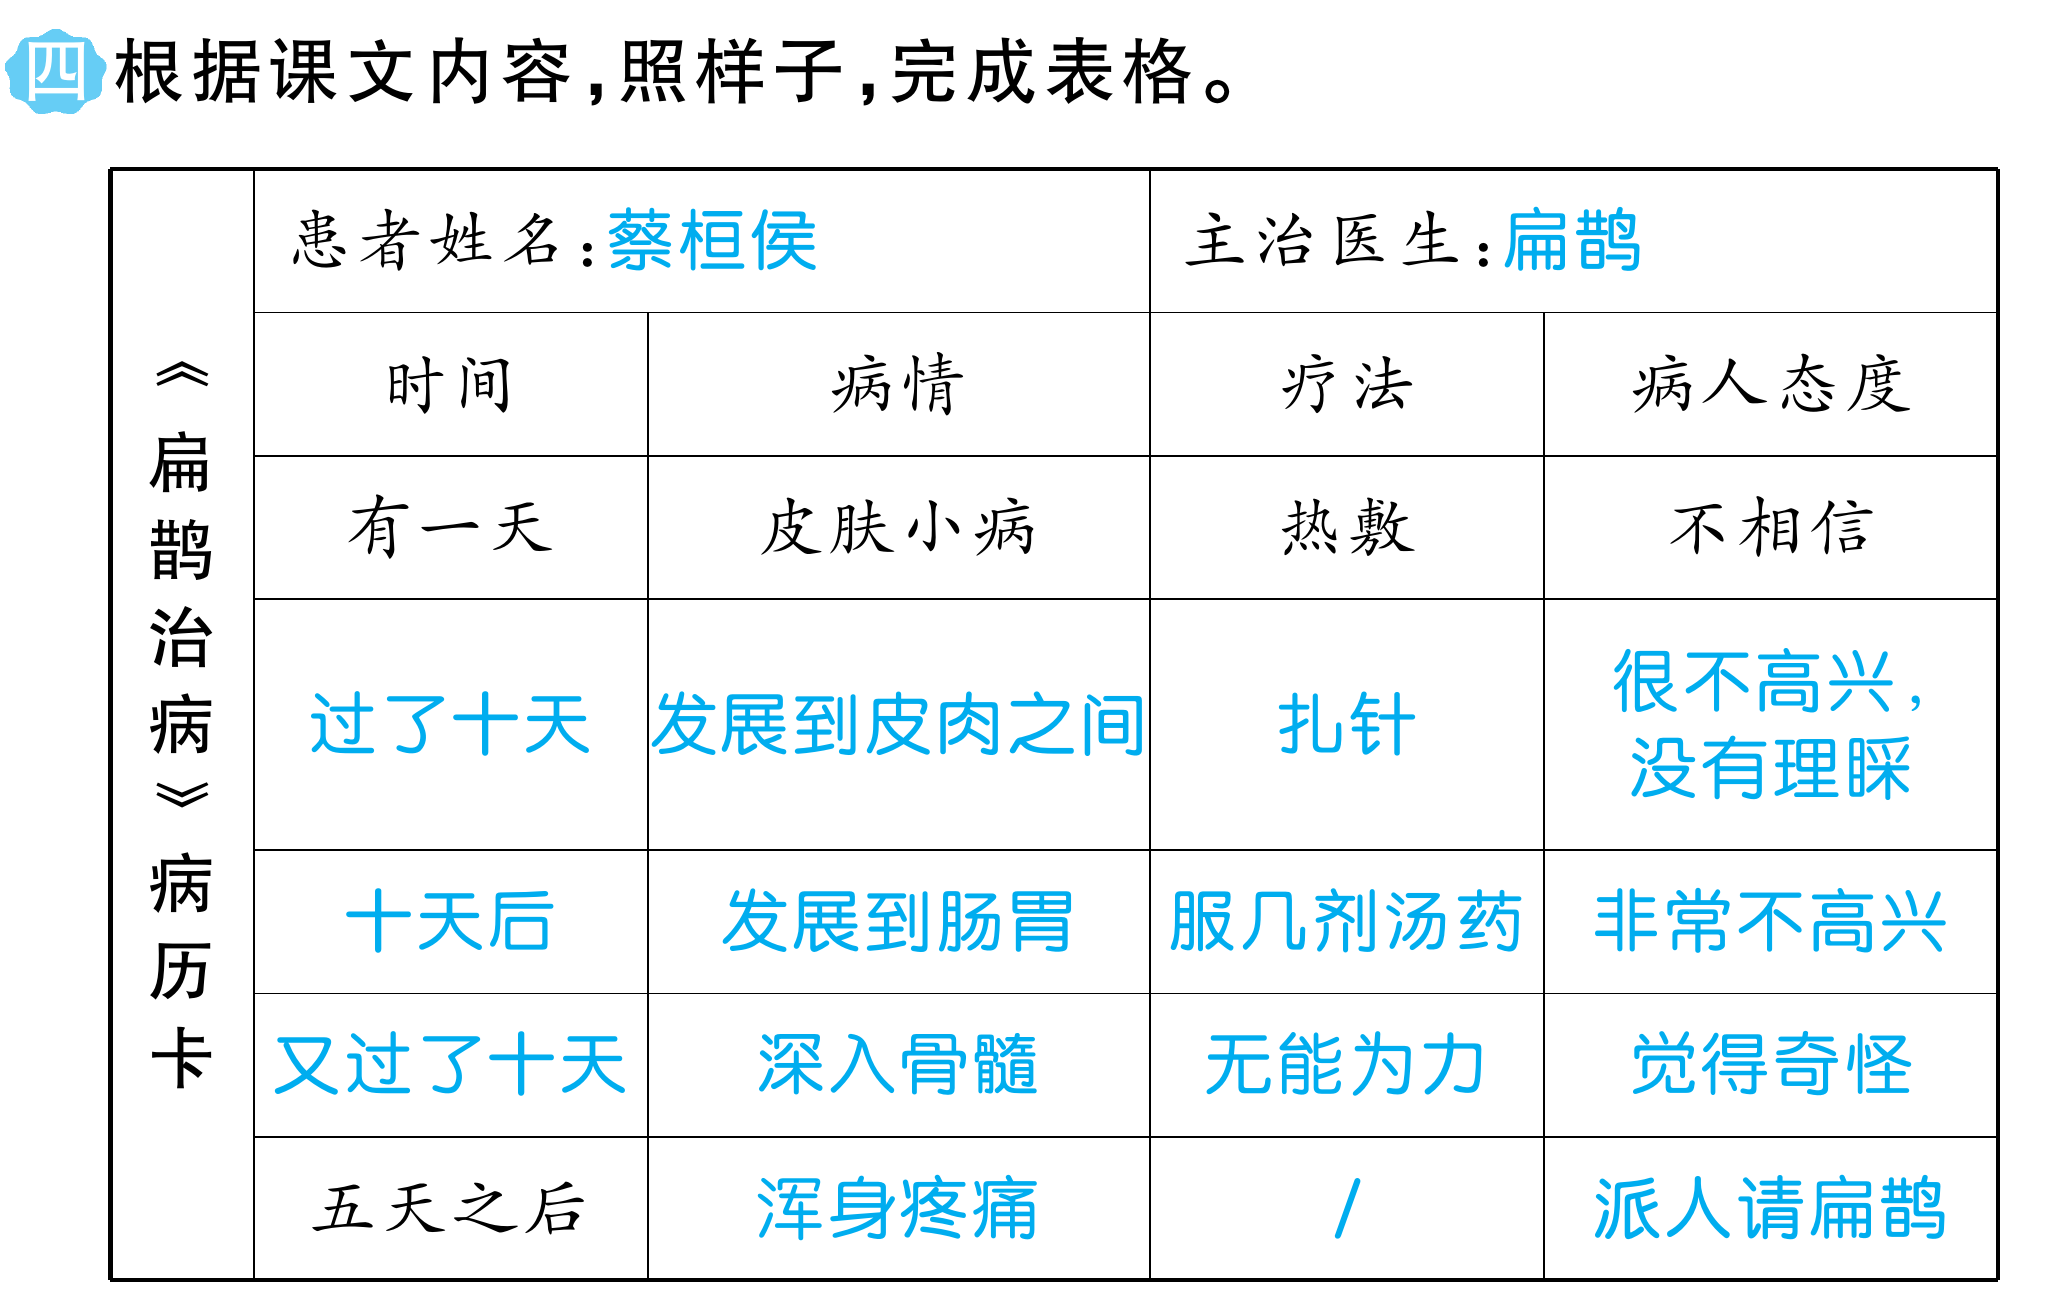 四 根据课文内容,照样子,完成表格。
《扁鹊治病》病历卡
患者姓名:蔡桓侯 主治医生:扁鹊
时间 病情 疗法 病人态度
有一天 皮肤小病 热敷 不相信
过了十天 发展到皮肉之间 扎针 很不高兴,
没有理睬
十天后 发展到肠胃 服几剂汤药 非常不高兴
又过了十天 深入骨髓 无能为力 觉得奇怪
五天之后 浑身疼痛 / 派人请扁鹊